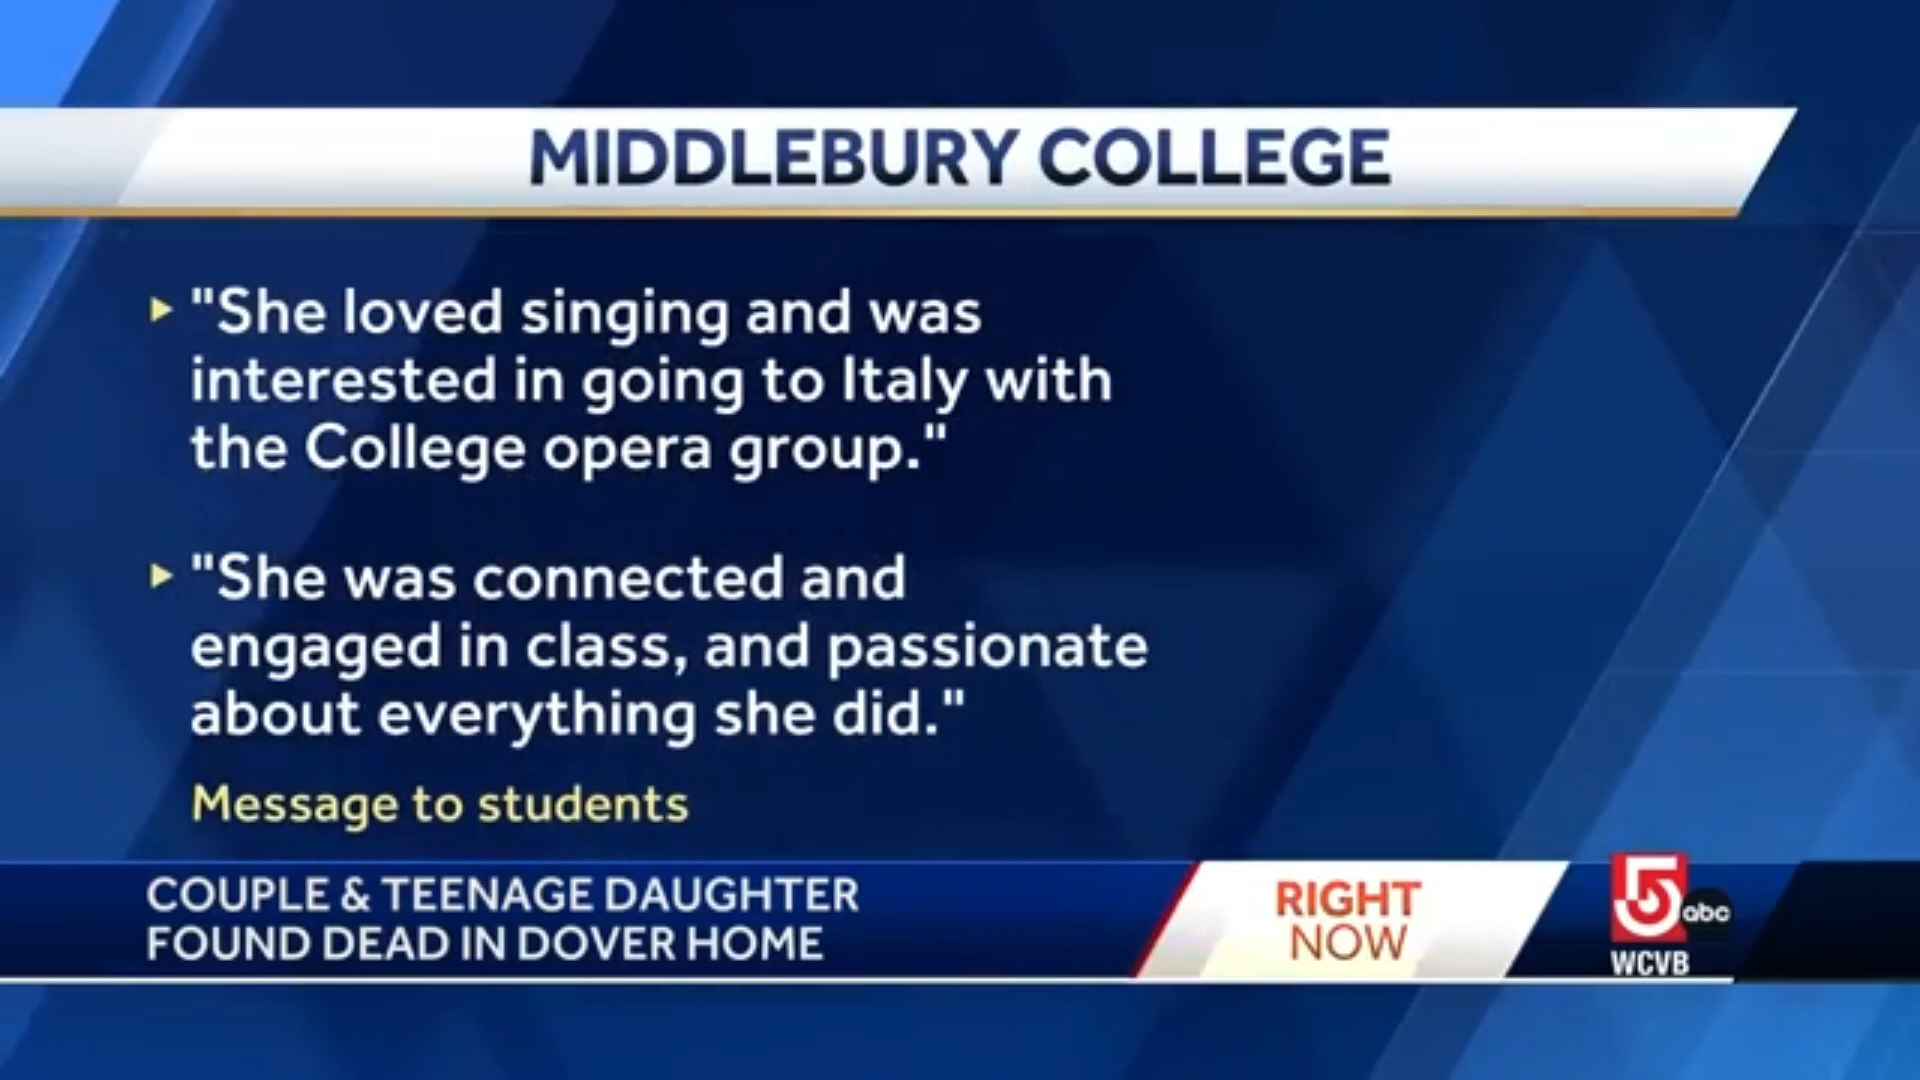 MIDDLEBURY COLLEGE
"She loved singing and was
interested in going to Italy with
the College opera group."
"She was connected and
engaged in class, and passionate
about everything she did."
Message to students
COUPLE & TEENAGE DAUGHTER
FOUND DEAD IN DOVER HOME
RIGHT
NOW
5
abc
WCVB